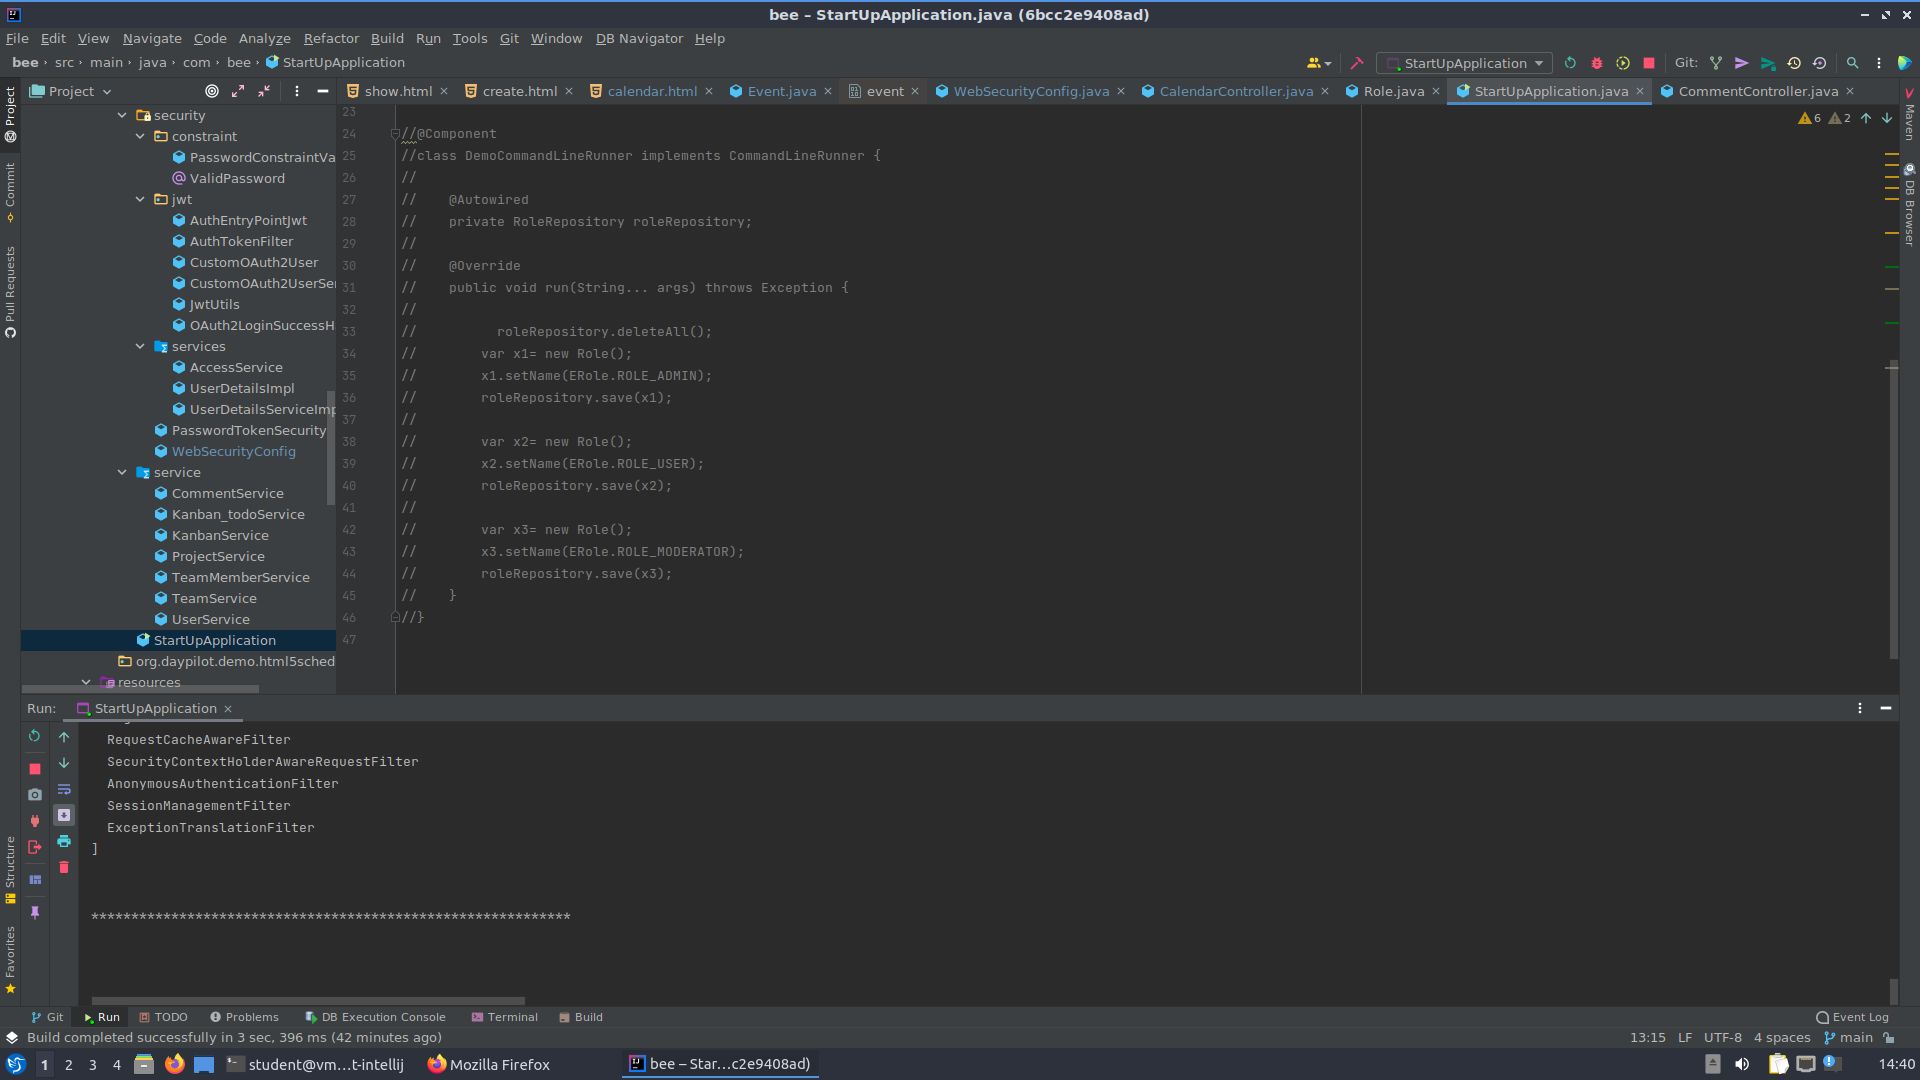 bee – StartUpApplication.java (6bcc2e9408ad)
File Edit View Navigate Code Analyze Refactor Build Run Tools Git Window DB Navigator Help
bee › src › main › java › com › bee › StartUpApplication
StartUpApplication
Git:
Project
show.html
create.html
calendar.html
Event.java
event
WebSecurityConfig.java
CalendarController.java
Role.java
StartUpApplication.java
CommentController.java
Project
Commit
Pull Requests
Structure
Favorites
Maven
DB Browser
6 2
security
constraint
PasswordConstraintVa
ValidPassword
jwt
AuthEntryPointJwt
AuthTokenFilter
CustomOAuth2User
CustomOAuth2UserSer
JwtUtils
OAuth2LoginSuccessH
services
AccessService
UserDetailsImpl
UserDetailsServiceImp
PasswordTokenSecurity
WebSecurityConfig
service
CommentService
Kanban_todoService
KanbanService
ProjectService
TeamMemberService
TeamService
UserService
StartUpApplication
org.daypilot.demo.html5sched
resources
23
24 //@Component
25 //class DemoCommandLineRunner implements CommandLineRunner {
26 //
27 //    @Autowired
28 //    private RoleRepository roleRepository;
29 //
30 //    @Override
31 //    public void run(String... args) throws Exception {
32 //
33 //          roleRepository.deleteAll();
34 //        var x1= new Role();
35 //        x1.setName(ERole.ROLE_ADMIN);
36 //        roleRepository.save(x1);
37 //
38 //        var x2= new Role();
39 //        x2.setName(ERole.ROLE_USER);
40 //        roleRepository.save(x2);
41 //
42 //        var x3= new Role();
43 //        x3.setName(ERole.ROLE_MODERATOR);
44 //        roleRepository.save(x3);
45 //    }
46 //}
47
Run: StartUpApplication
RequestCacheAwareFilter
SecurityContextHolderAwareRequestFilter
AnonymousAuthenticationFilter
SessionManagementFilter
ExceptionTranslationFilter
]
************************************************************
Git Run TODO Problems DB Execution Console Terminal Build Event Log
Build completed successfully in 3 sec, 396 ms (42 minutes ago) 13:15 LF UTF-8 4 spaces main
1 2 3 4 student@vm...t-intellij Mozilla Firefox bee – Star...c2e9408ad) 14:40